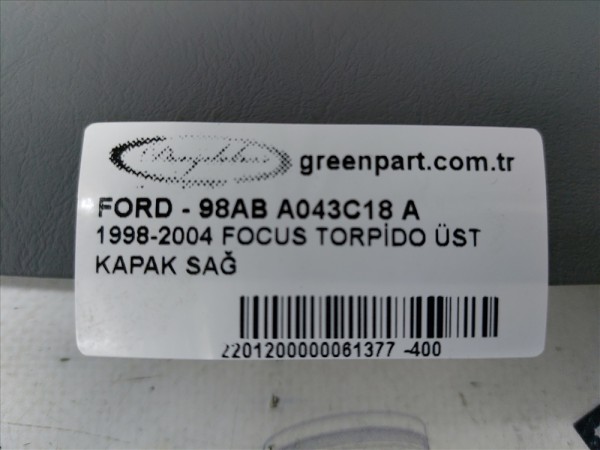 greenpart.com.tr
FORD - 98AB A043C18 A
1998-2004 FOCUS TORPİDO ÜST
KAPAK SAĞ
2201200000061377 -400